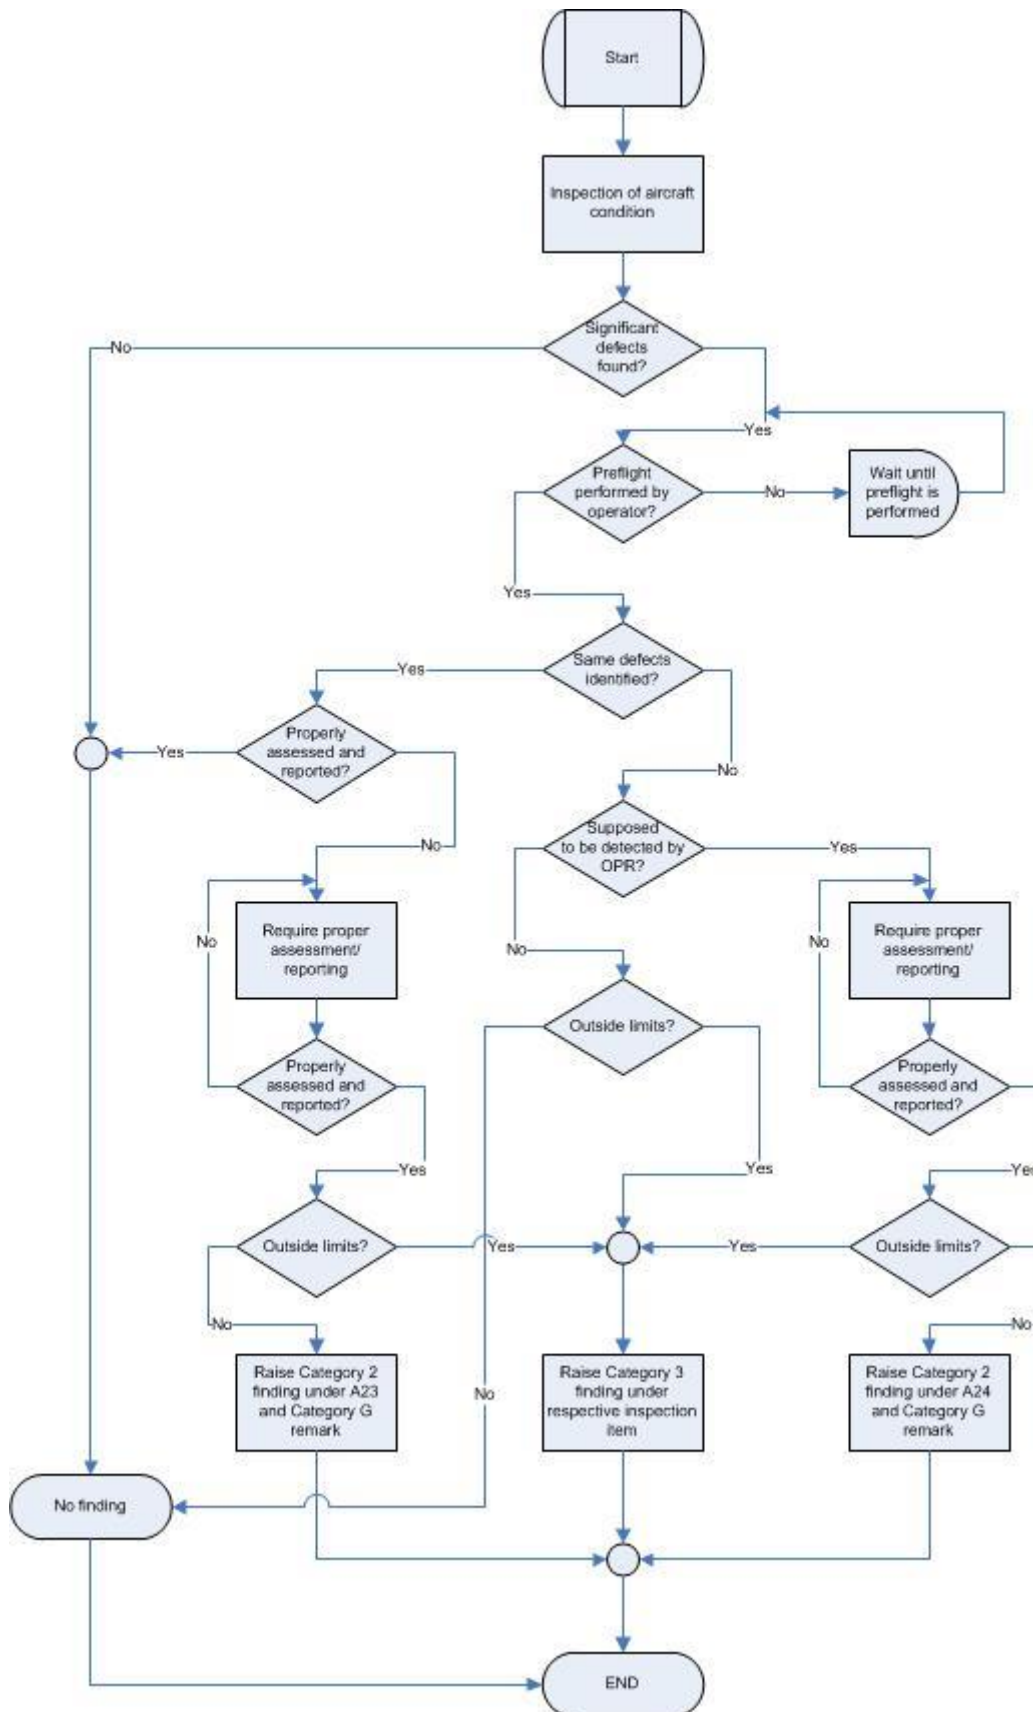 Start
Inspection of aircraft
condition
Significant
defects
found?
No
Yes
Preflight
performed by
operator?
No
Wait until
preflight is
performed
Yes
Same defects
identified?
Yes
No
Properly
assessed and
reported?
Yes
No
Supposed
to be detected by
OPR?
Yes
No
Require proper
assessment/
reporting
No
Require proper
assessment/
reporting
No
Outside limits?
Properly
assessed and
reported?
Properly
assessed and
reported?
Yes
Yes
Yes
Outside limits?
Yes
Yes
Outside limits?
No
No
Raise Category 2
finding under A23
and Category G
remark
No
Raise Category 3
finding under
respective inspection
item
Raise Category 2
finding under A24
and Category G
remark
No finding
END